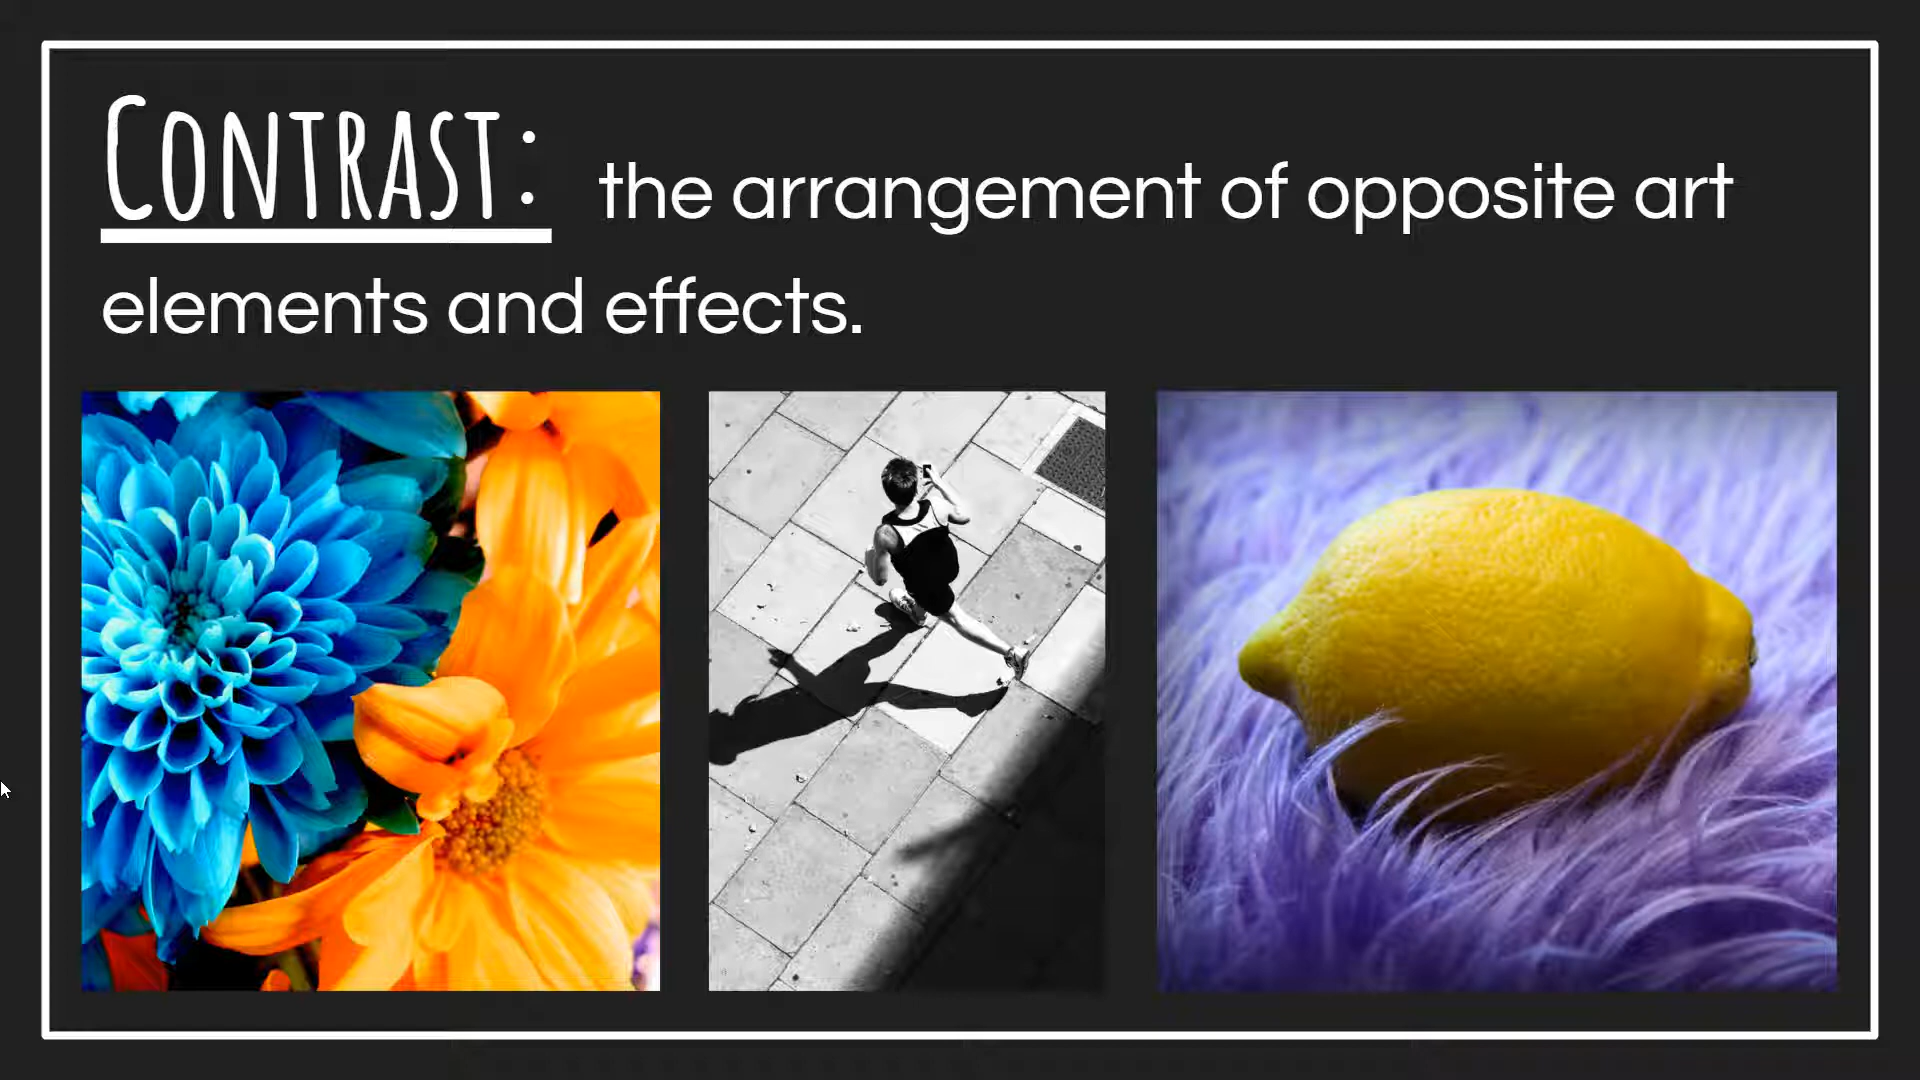 Contrast: the arrangement of opposite art
elements and effects.